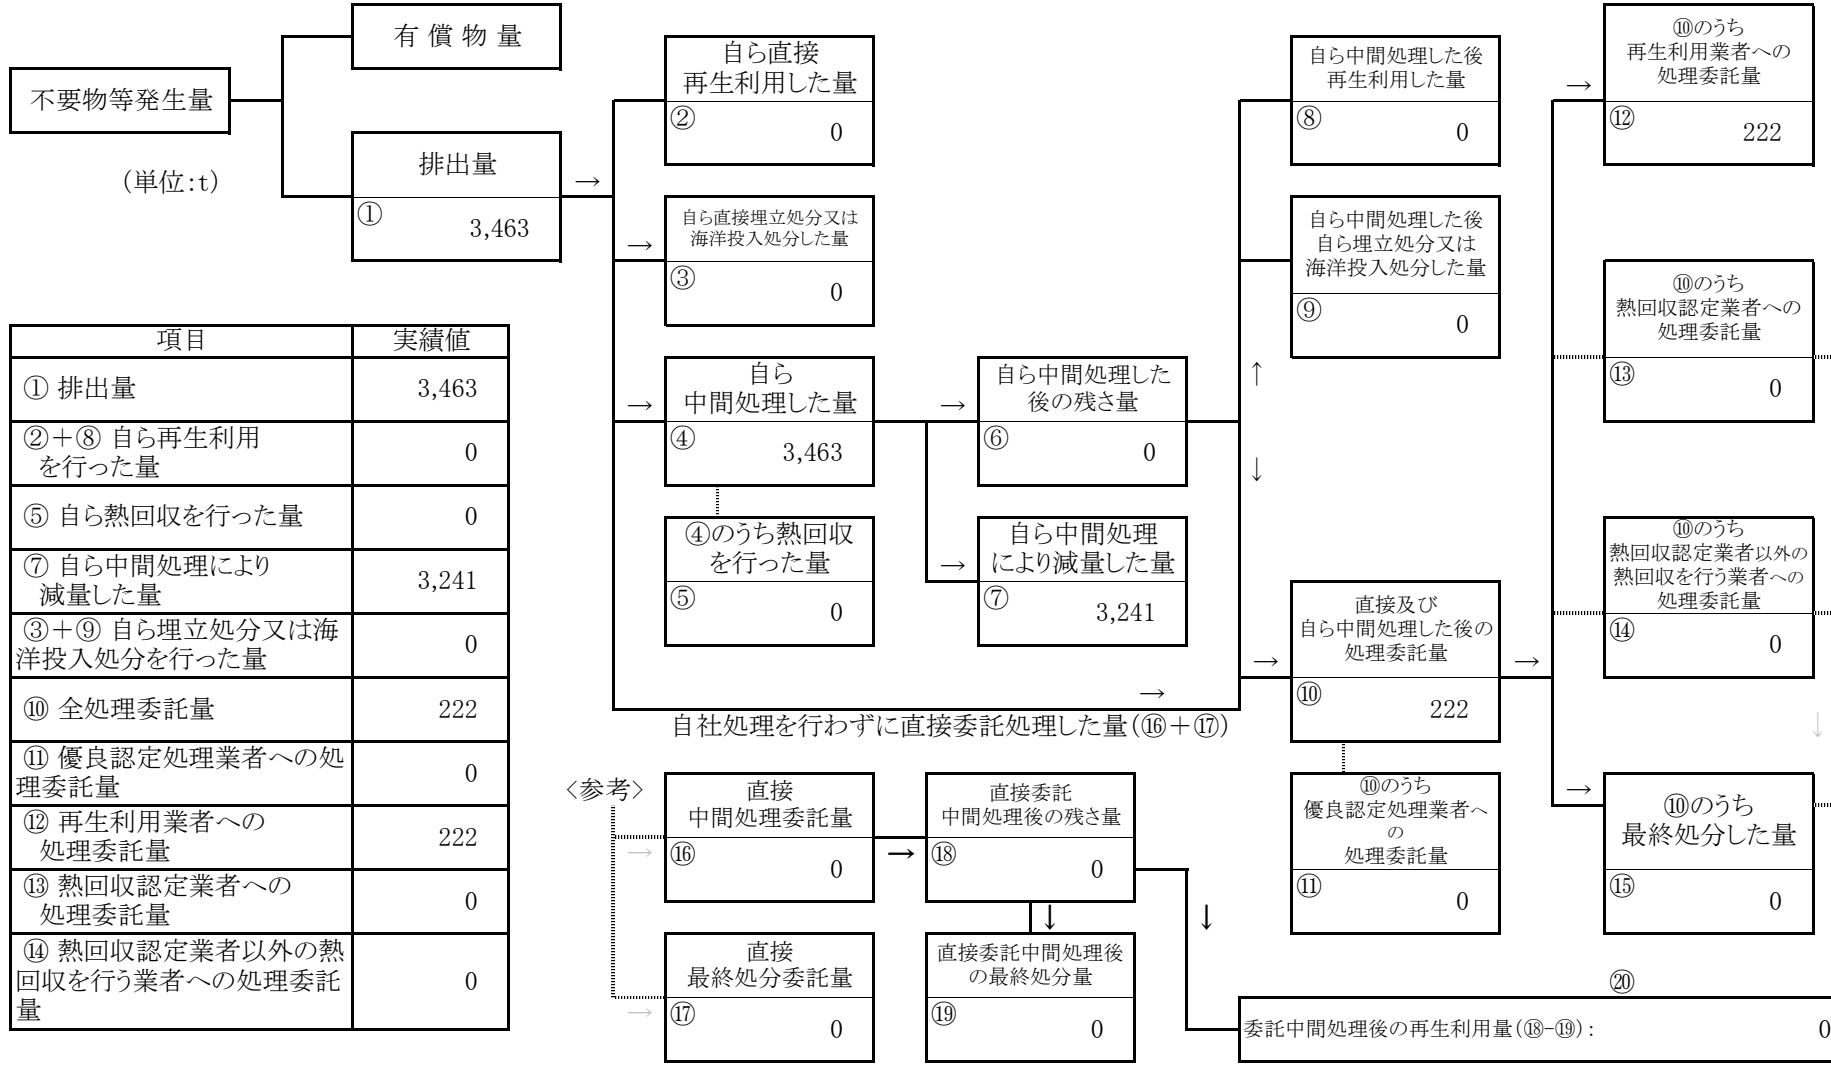 有 償 物 量
不要物等発生量
(単位:t)
排出量
①
3,463
→
自ら直接
再生利用した量
②
0
→
自ら直接埋立処分又は
海洋投入処分した量
③
0
→
自ら
中間処理した量
④
3,463
④のうち熱回収
を行った量
⑤
0
→
自ら中間処理した
後の残さ量
⑥
0
→
自ら中間処理
により減量した量
⑦
3,241
↑
↓
自ら中間処理した後
再生利用した量
⑧
0
自ら中間処理した後
自ら埋立処分又は
海洋投入処分した量
⑨
0
→
自社処理を行わずに直接委託処理した量(⑯+⑰)
→
直接及び
自ら中間処理した後の
処理委託量
⑩
222
→
⑩のうち
優良認定処理業者へ
の
処理委託量
⑪
0
→
⑩のうち
再生利用業者への
処理委託量
⑫
222
⑩のうち
熱回収認定業者への
処理委託量
⑬
0
⑩のうち
熱回収認定業者以外の
熱回収を行う業者への
処理委託量
⑭
0
↓
→
⑩のうち
最終処分した量
⑮
0
項目 実績値
① 排出量 3,463
②+⑧ 自ら再生利用
を行った量 0
⑤ 自ら熱回収を行った量 0
⑦ 自ら中間処理により
減量した量 3,241
③+⑨ 自ら埋立処分又は海
洋投入処分を行った量 0
⑩ 全処理委託量 222
⑪ 優良認定処理業者への処
理委託量 0
⑫ 再生利用業者への
処理委託量 222
⑬ 熱回収認定業者への
処理委託量 0
⑭ 熱回収認定業者以外の熱
回収を行う業者への処理委託
量 0
〈参考〉
→
直接
中間処理委託量
⑯
0
→
直接委託
中間処理後の残さ量
⑱
0
↓
↓
→
直接
最終処分委託量
⑰
0
直接委託中間処理後
の最終処分量
⑲
0
⑳
委託中間処理後の再生利用量(⑱-⑲): 0